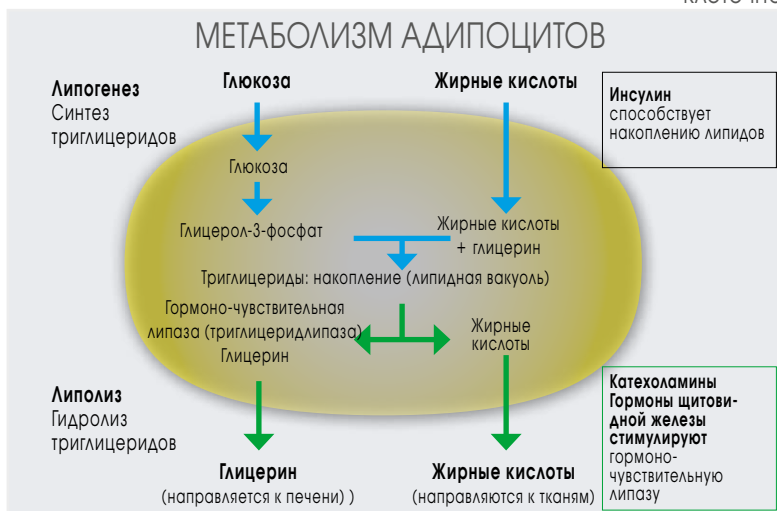 МЕТАБОЛИЗМ АДИПОЦИТОВ
Липогенез
Синтез
триглицеридов
Глюкоза
Жирные кислоты
Инсулин
способствует
накоплению липидов
Глюкоза
Глицерол-3-фосфат
Жирные кислоты
+ глицерин
Триглицериды: накопление (липидная вакуоль)
Гормоно-чувствительная
липаза (триглицеридлипаза)
Глицерин
Жирные
кислоты
Липолиз
Гидролиз
триглицеридов
Катехоламины
Гормоны щитовид-
дной железы
стимулируют
гормоно-
чувствительную
липазу
Глицерин
(направляется к печени) )
Жирные кислоты
(направляются к тканям)